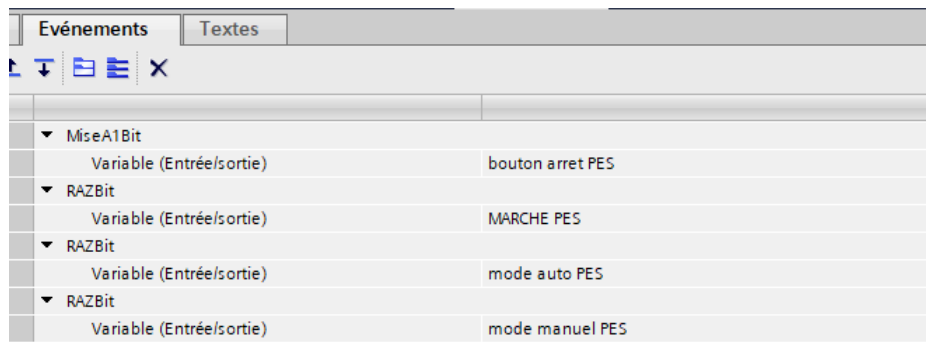 Evénements Textes
MiseA1Bit
Variable (Entrée/sortie) bouton arret PES
RAZBit
Variable (Entrée/sortie) MARCHE PES
RAZBit
Variable (Entrée/sortie) mode auto PES
RAZBit
Variable (Entrée/sortie) mode manuel PES